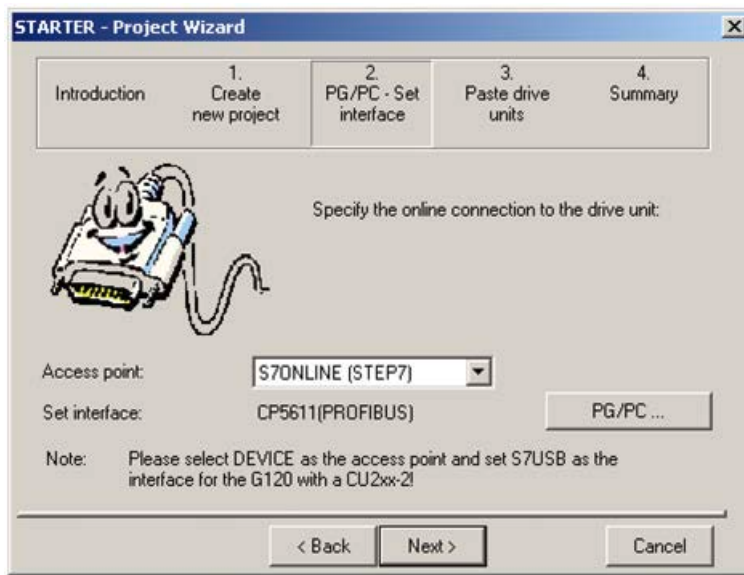 STARTER - Project Wizard
Introduction
1.
Create
new project
2.
PG/PC - Set
interface
3.
Paste drive
units
4.
Summary
Specify the online connection to the drive unit:
Access point:
S7ONLINE (STEP7)
Set interface:
CP5611(PROFIBUS)
PG/PC ...
Note: Please select DEVICE as the access point and set S7USB as the
interface for the G120 with a CU2xx-2!
< Back
Next >
Cancel